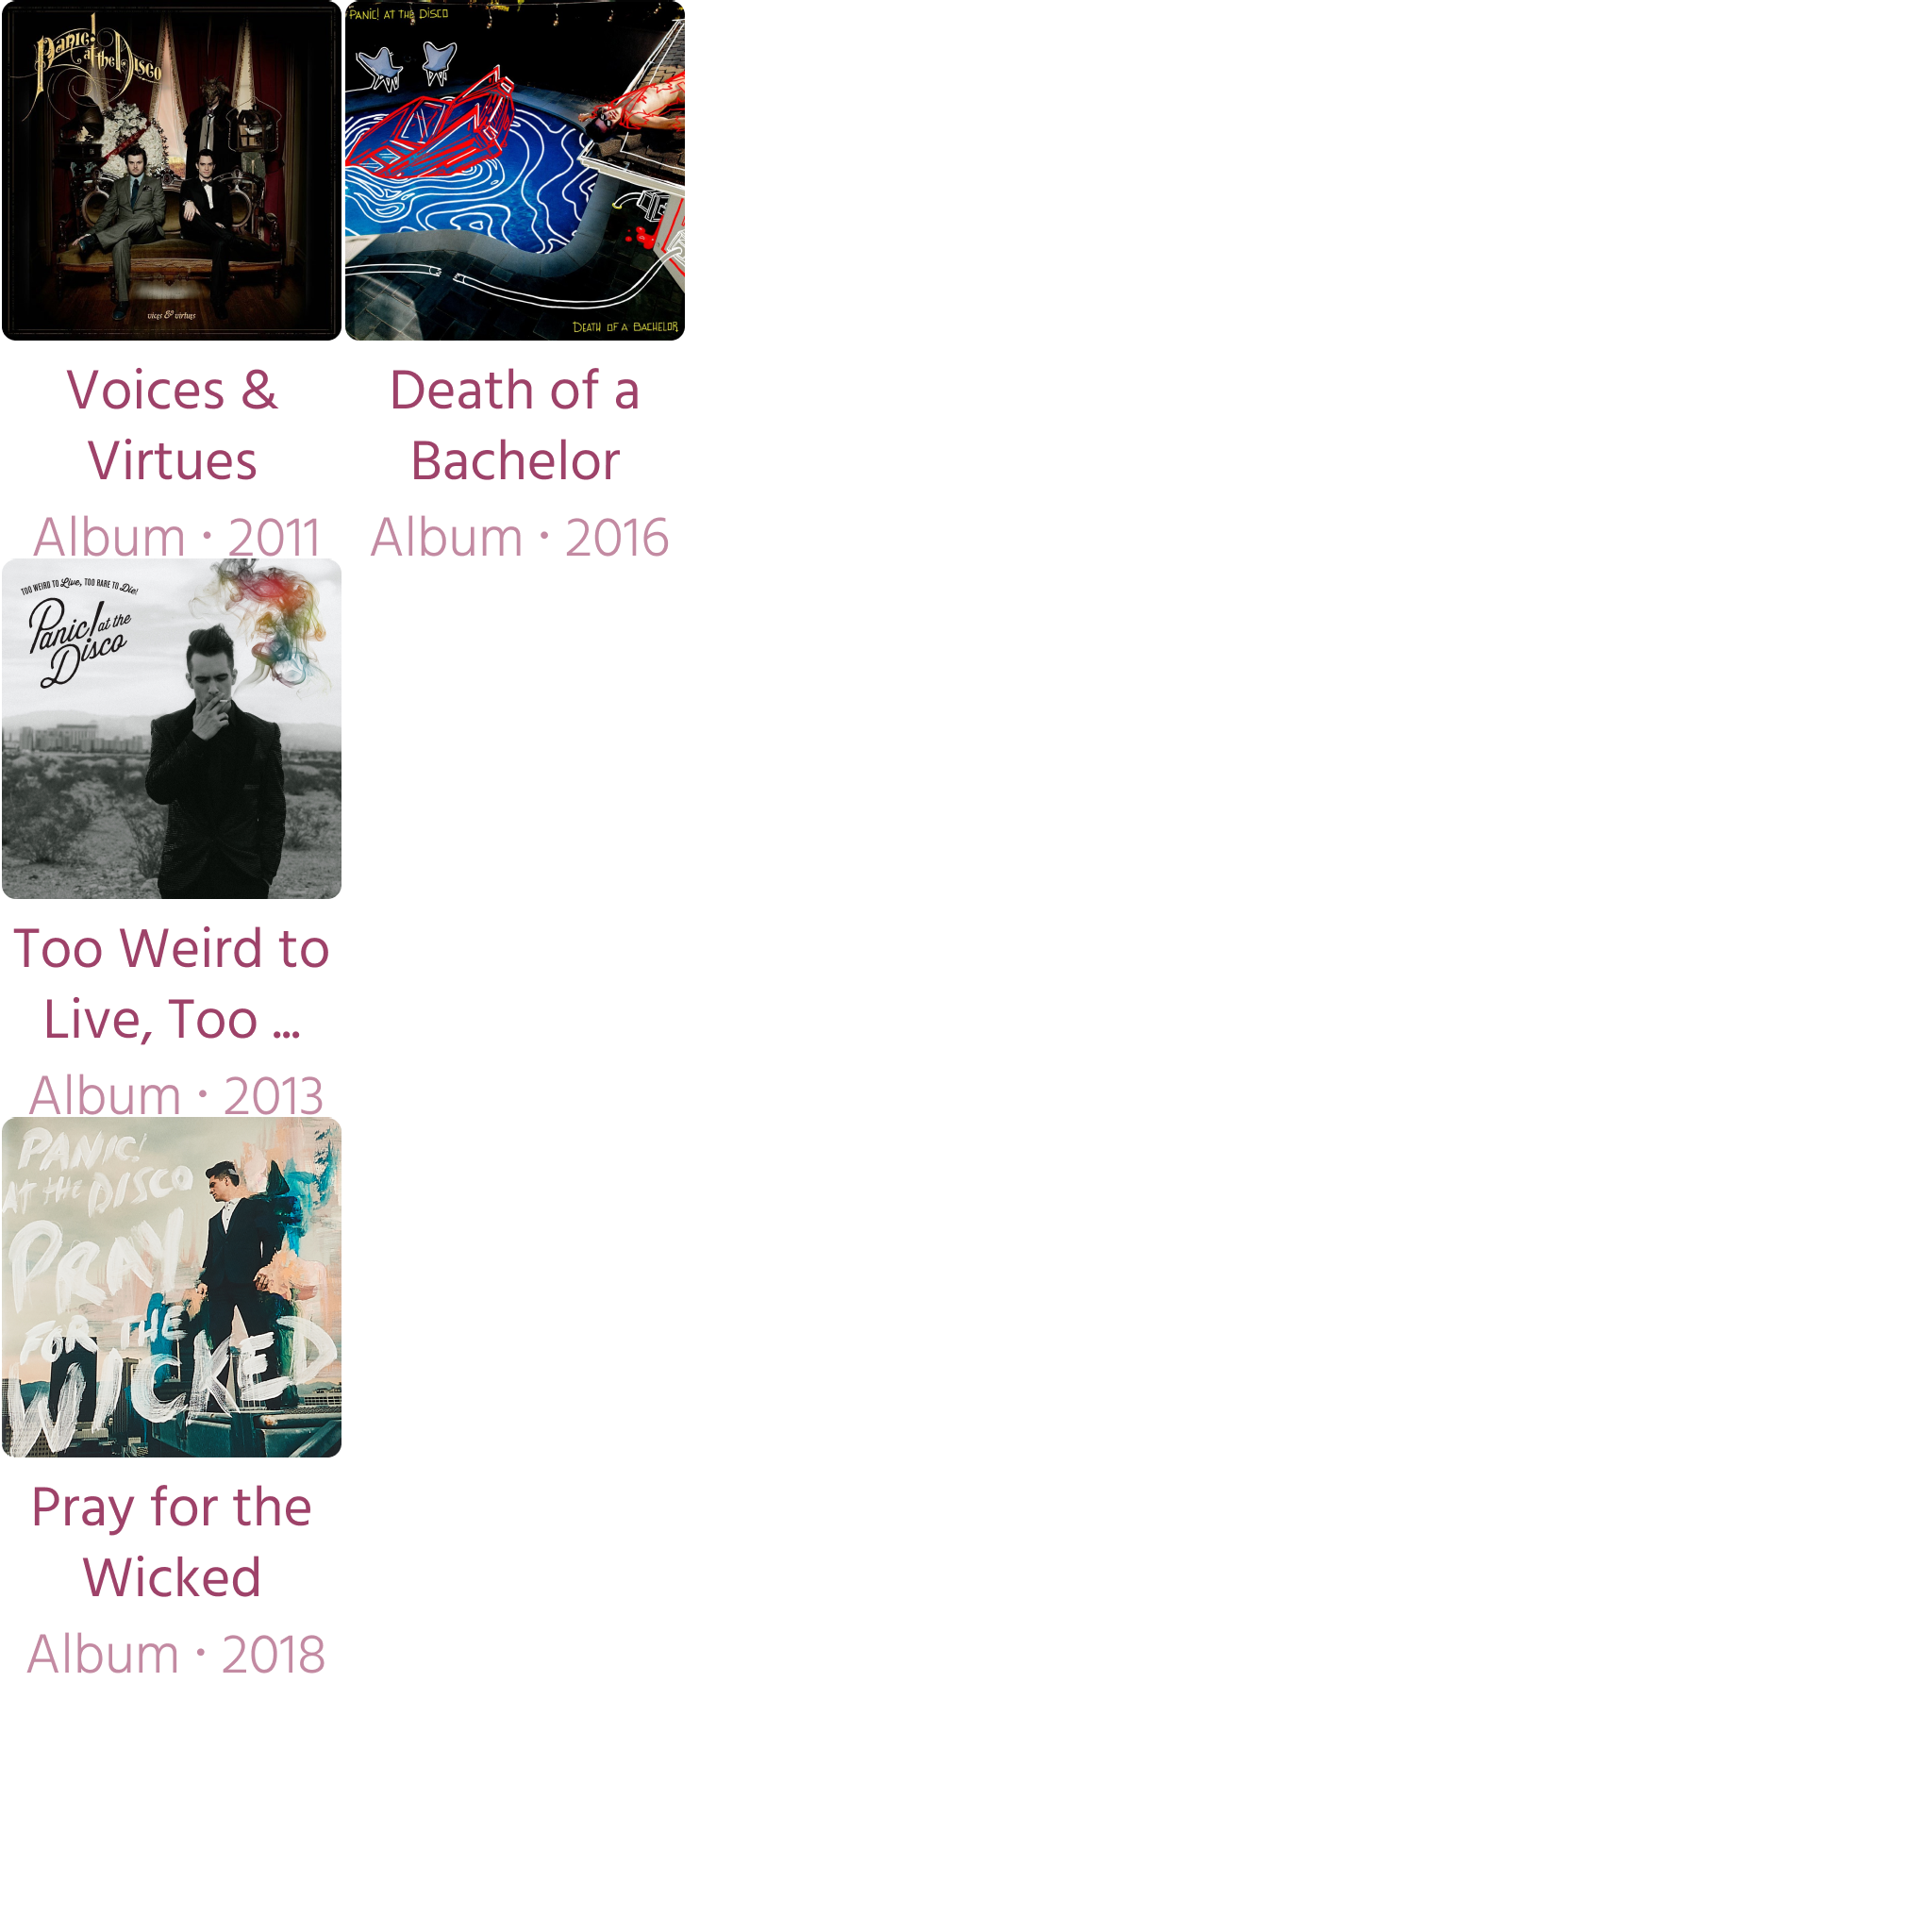 Panic!
at the Disco
vices & virtues
Voices &
Virtues
Album · 2011
PANIC! AT THE DISCO
DEATH OF A BACHELOR
Death of a
Bachelor
Album · 2016
TOO WEIRD TO Live, TOO RARE TO Die!
Panic! at the
Disco
Too Weird to
Live, Too ...
Album · 2013
PANIC!
AT THE DISCO
PRAY
FOR THE
WICKED
Pray for the
Wicked
Album · 2018